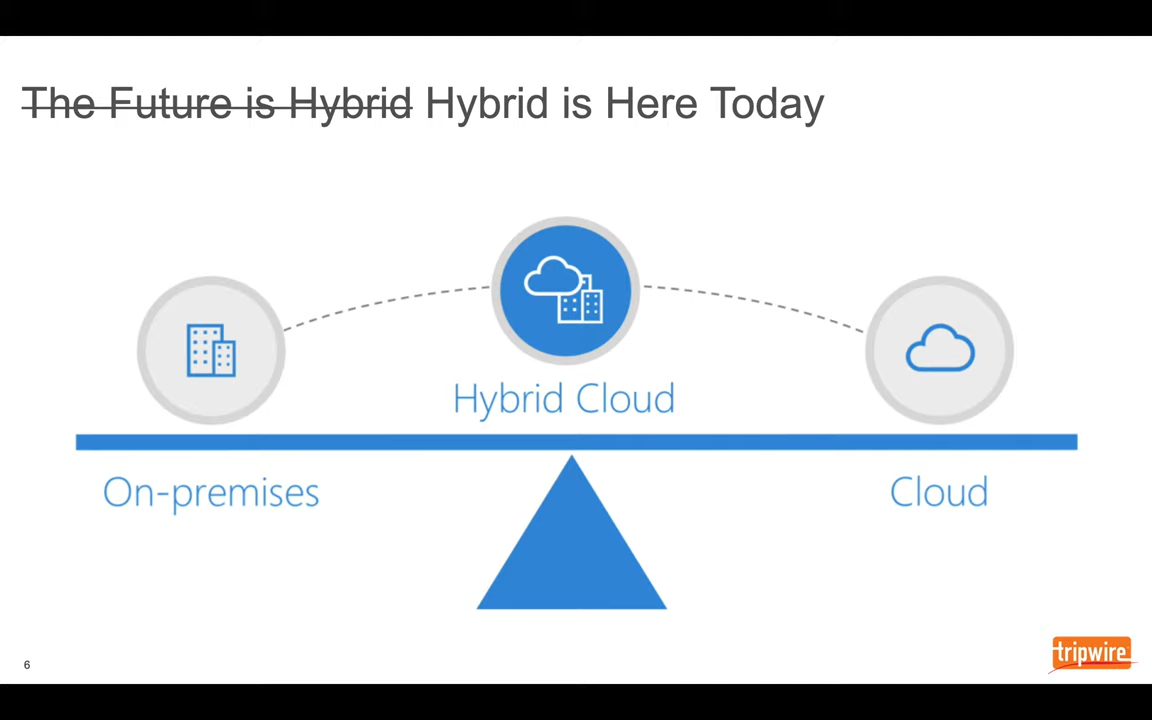 The Future is Hybrid Hybrid is Here Today
Hybrid Cloud
On-premises
Cloud
6
tripwire